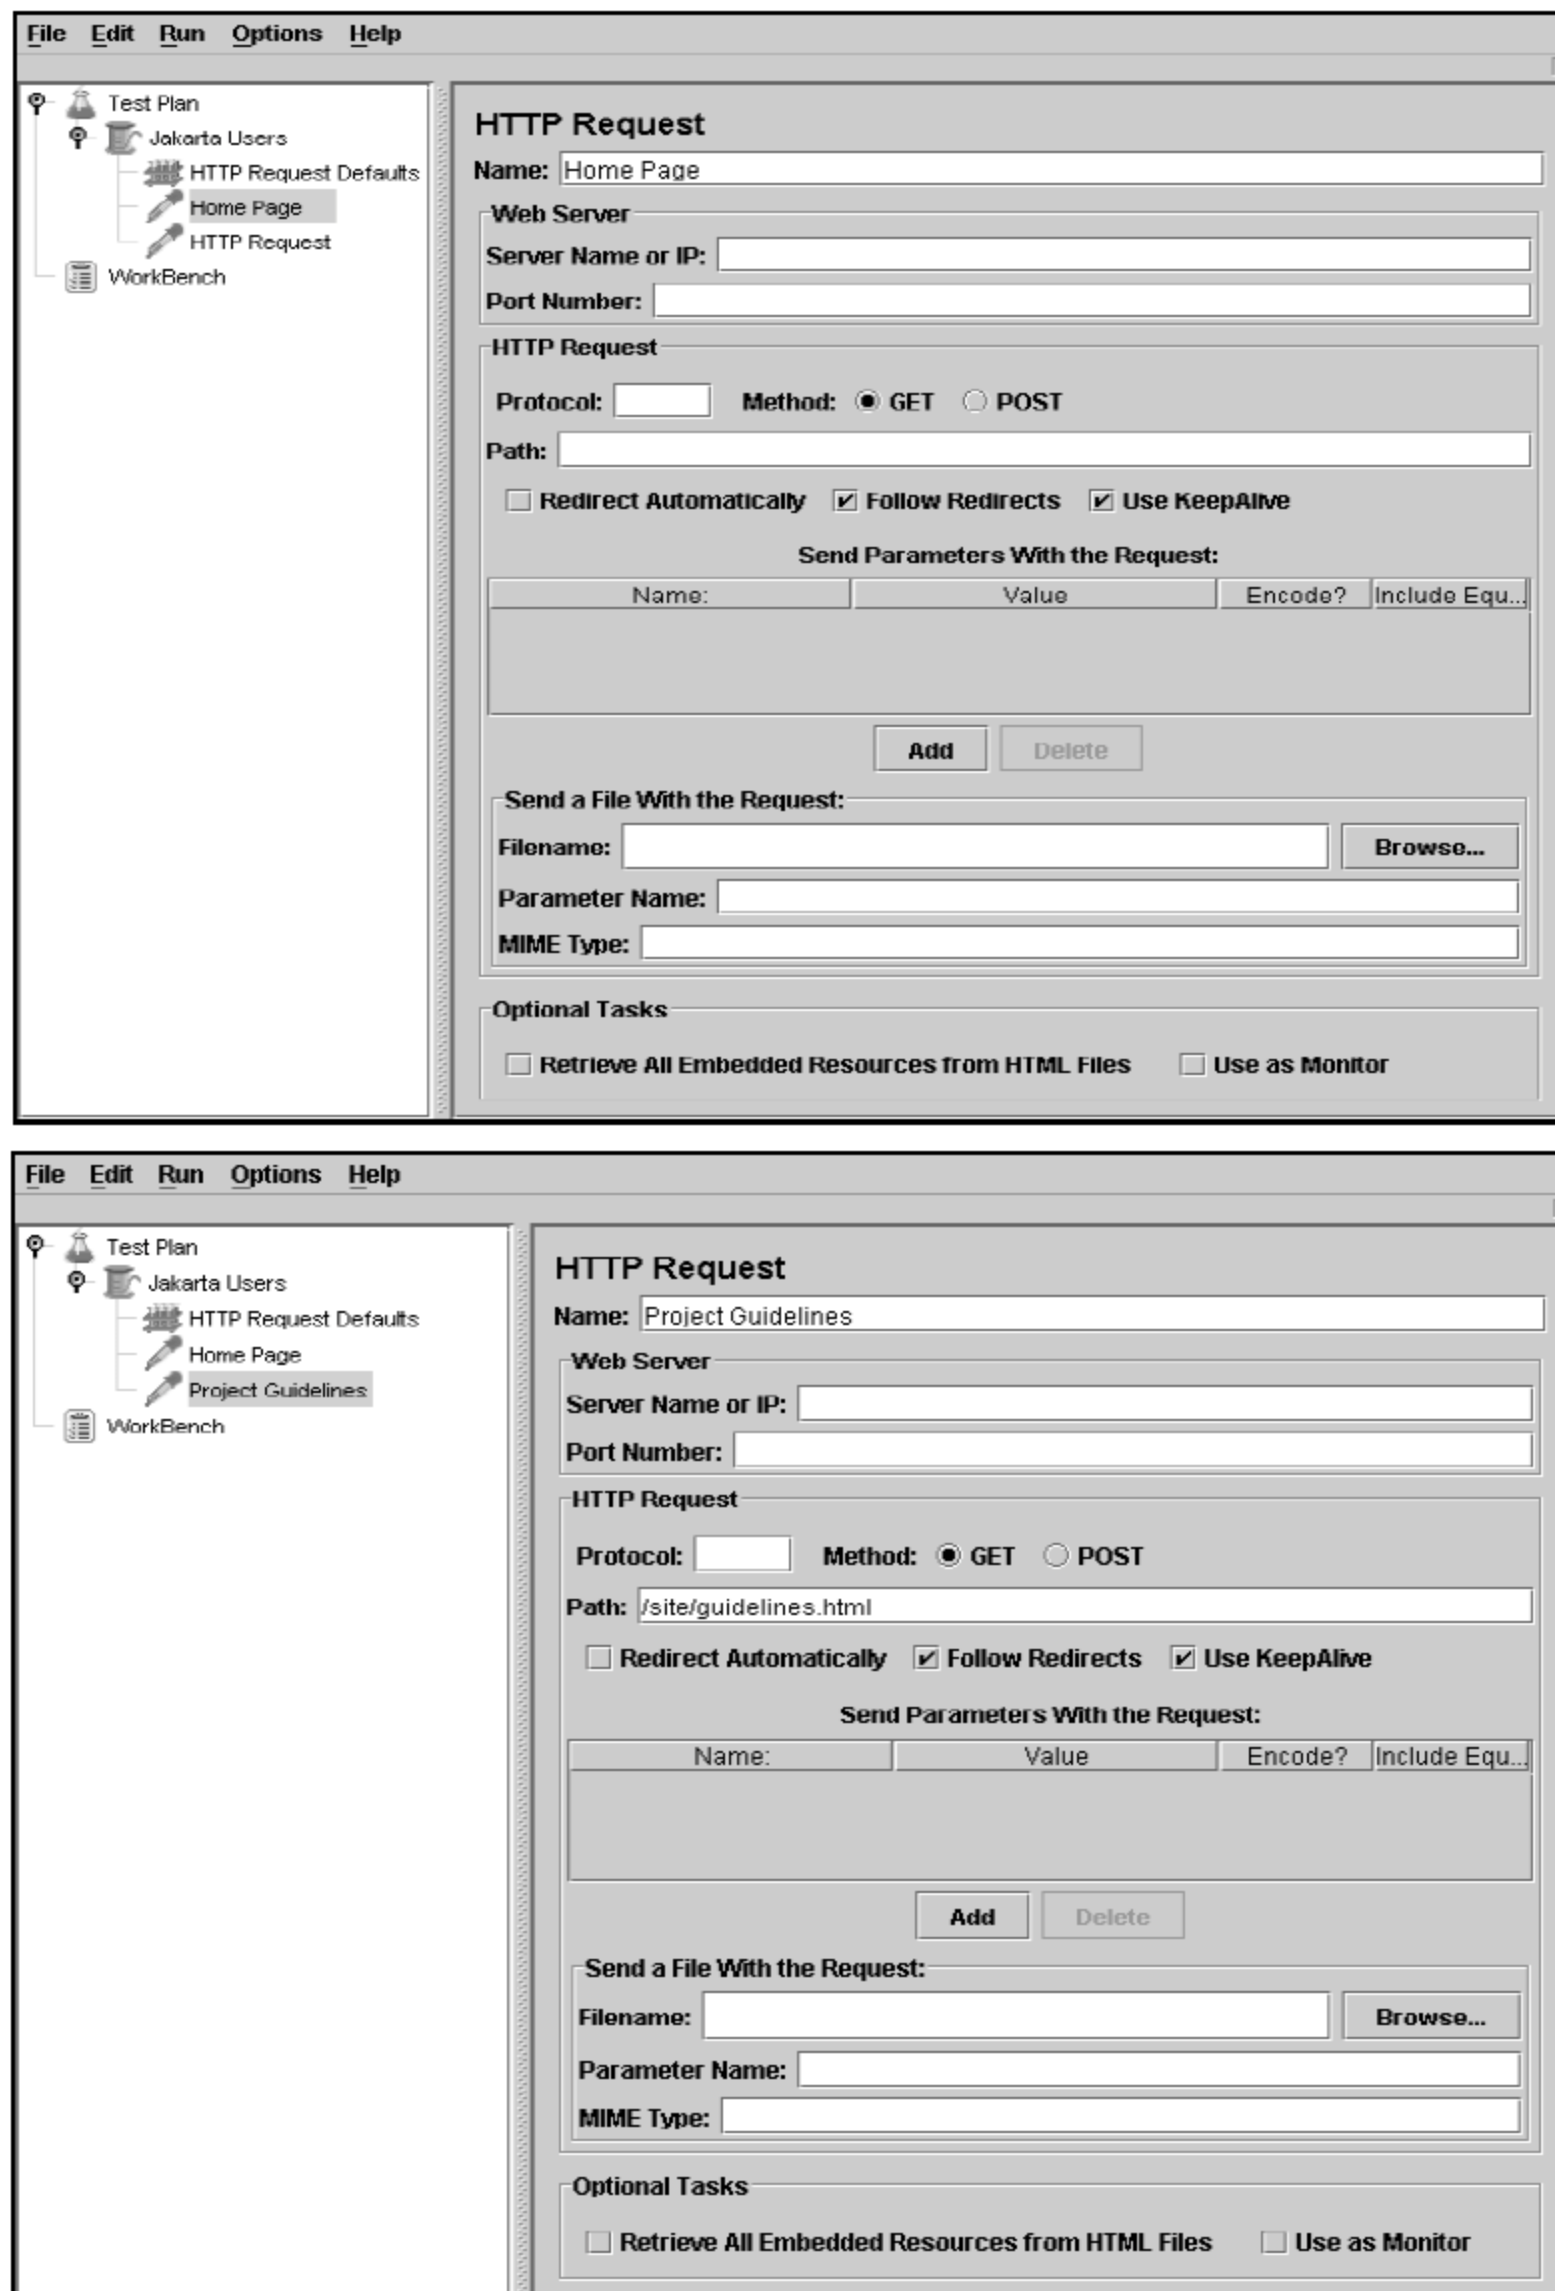 File Edit Run Options Help
Test Plan
Jakarta Users
HTTP Request Defaults
Home Page
HTTP Request
WorkBench
HTTP Request
Name: Home Page
Web Server
Server Name or IP:
Port Number:
HTTP Request
Protocol: Method: GET POST
Path:
Redirect Automatically Follow Redirects Use KeepAlive
Send Parameters With the Request:
Name: Value Encode? Include Equ...
Add Delete
Send a File With the Request:
Filename: Browse...
Parameter Name:
MIME Type:
Optional Tasks
Retrieve All Embedded Resources from HTML Files Use as Monitor
File Edit Run Options Help
Test Plan
Jakarta Users
HTTP Request Defaults
Home Page
Project Guidelines
WorkBench
HTTP Request
Name: Project Guidelines
Web Server
Server Name or IP:
Port Number:
HTTP Request
Protocol: Method: GET POST
Path: /site/guidelines.html
Redirect Automatically Follow Redirects Use KeepAlive
Send Parameters With the Request:
Name: Value Encode? Include Equ...
Add Delete
Send a File With the Request:
Filename: Browse...
Parameter Name:
MIME Type:
Optional Tasks
Retrieve All Embedded Resources from HTML Files Use as Monitor